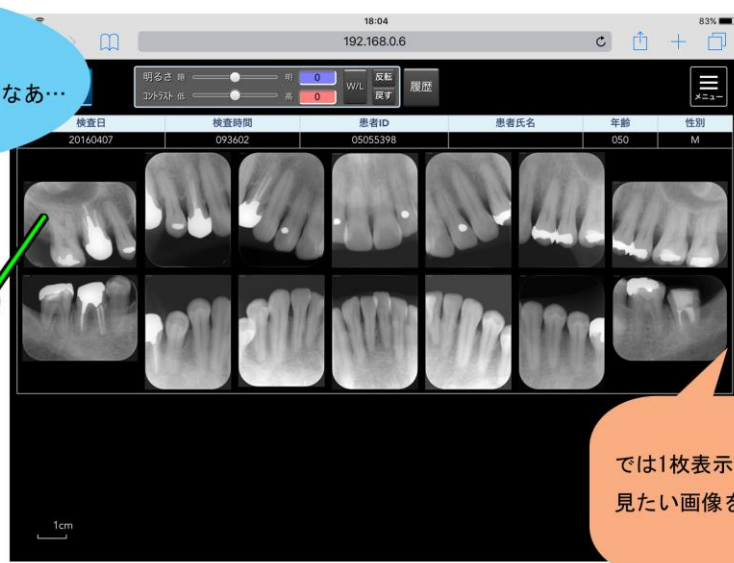 18:04
83%
192.168.0.6
なあ…
明るさ 暗 明 0
コントラスト 低 高 0
W/L
反転
戻す
履歴
メニュー
検査日 検査時間 患者ID 患者氏名 年齢 性別
20160407 093602 05055398 050 M
では1枚表示
見たい画像を
1cm